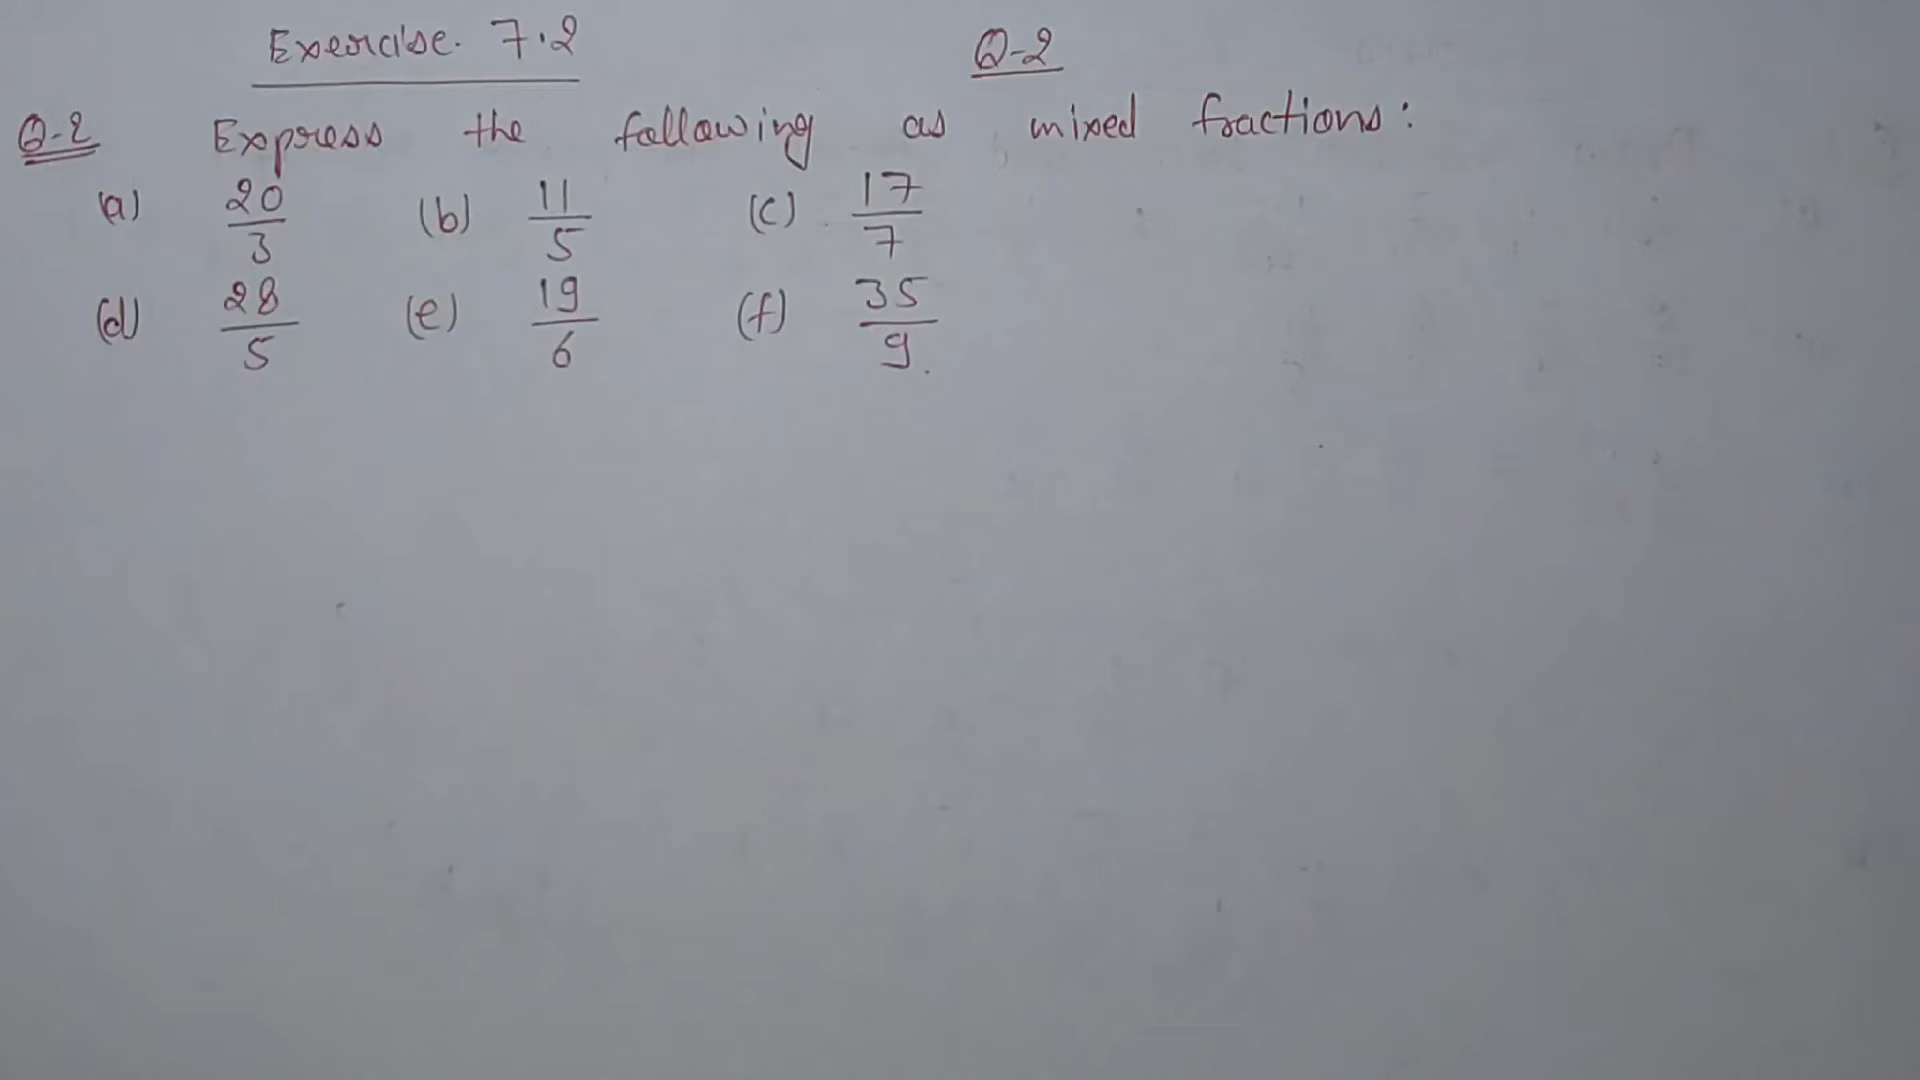 Exercise. 7.2 Q-2
Q-2 Express the following as mixed fractions:
(a) 20/3 (b) 11/5 (c) 17/7
(d) 28/5 (e) 19/6 (f) 35/9.